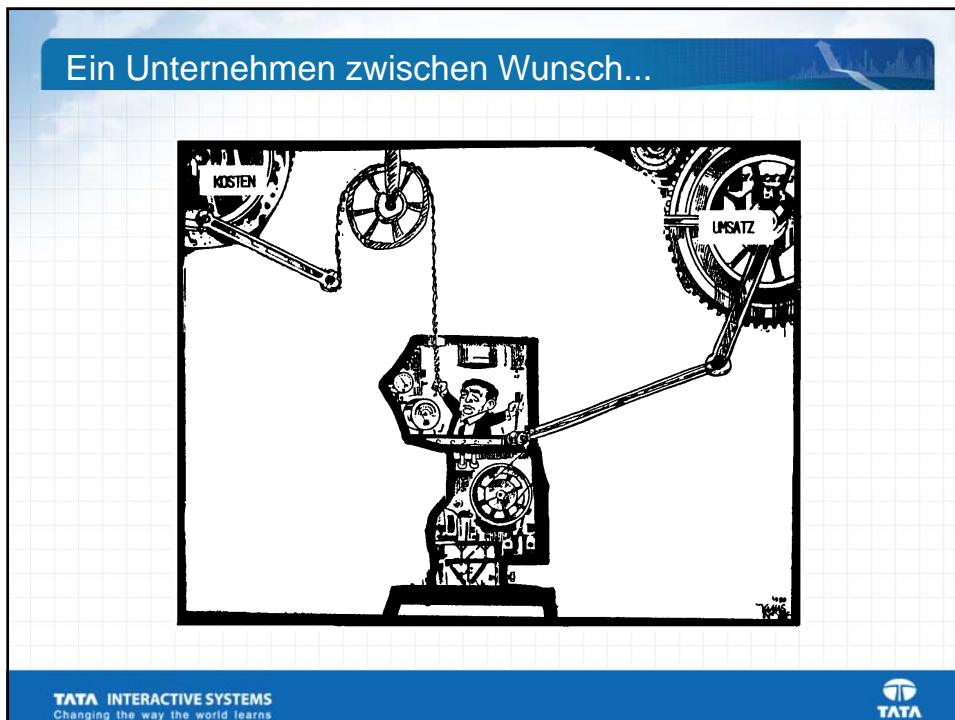 Ein Unternehmen zwischen Wunsch...
KOSTEN
UMSATZ
TATA INTERACTIVE SYSTEMS
Changing the way the world learns
TATA